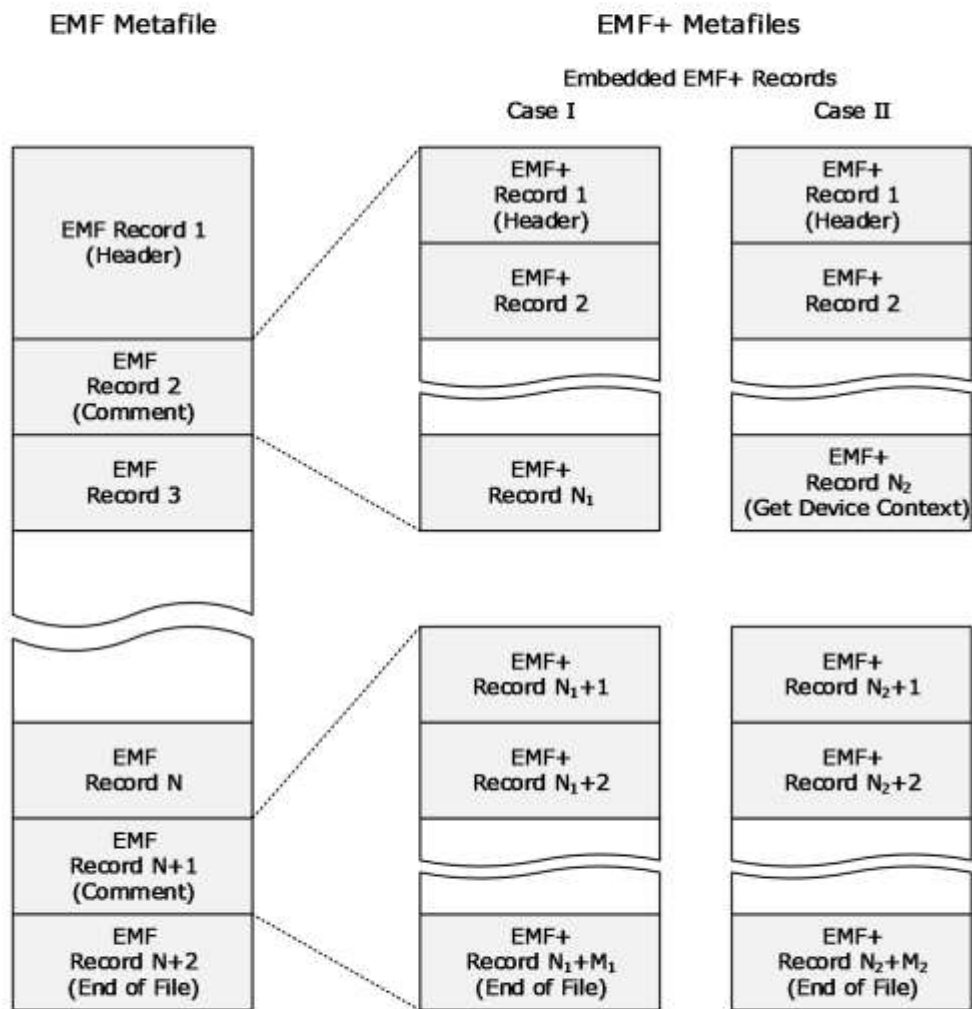 EMF Metafile
EMF+ Metafiles
Embedded EMF+ Records
Case I
Case II
EMF Record 1
(Header)
EMF
Record 2
(Comment)
EMF
Record 3
EMF
Record N
EMF
Record N+1
(Comment)
EMF
Record N+2
(End of File)
EMF+
Record 1
(Header)
EMF+
Record 2
EMF+
Record N₁
EMF+
Record N₁+1
EMF+
Record N₁+2
EMF+
Record N₁+M₁
(End of File)
EMF+
Record 1
(Header)
EMF+
Record 2
EMF+
Record N₂
(Get Device Context)
EMF+
Record N₂+1
EMF+
Record N₂+2
EMF+
Record N₂+M₂
(End of File)